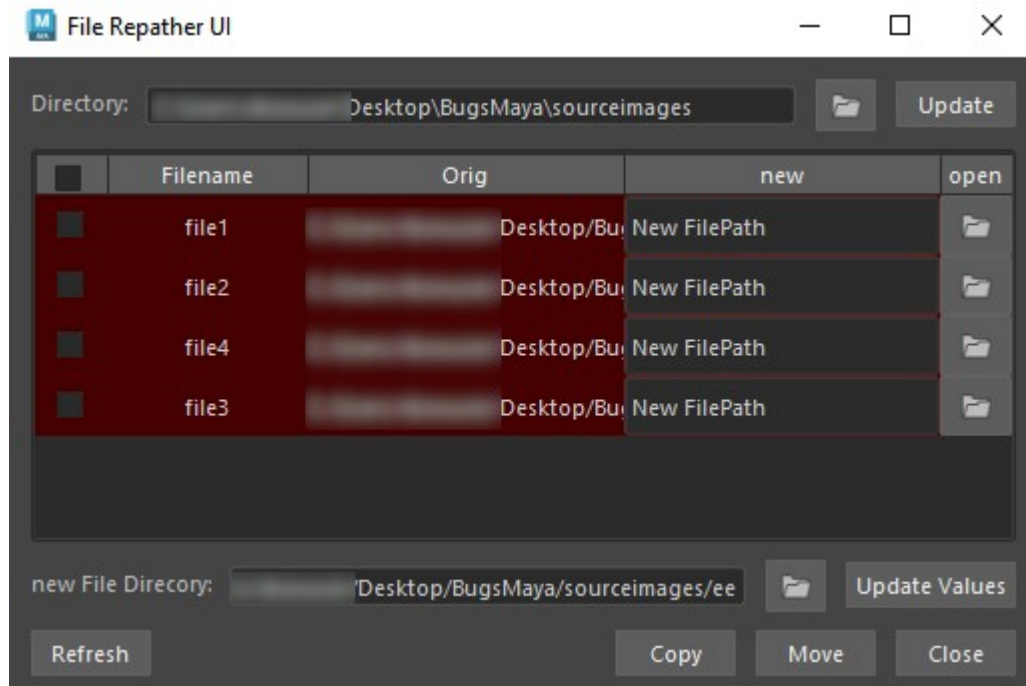 File Repather UI
Directory: Desktop\BugsMaya\sourceimages Update
Filename Orig new open
file1 Desktop/Bu New FilePath
file2 Desktop/Bu New FilePath
file4 Desktop/Bu New FilePath
file3 Desktop/Bu New FilePath
new File Direcory: /Desktop/BugsMaya/sourceimages/ee Update Values
Refresh Copy Move Close